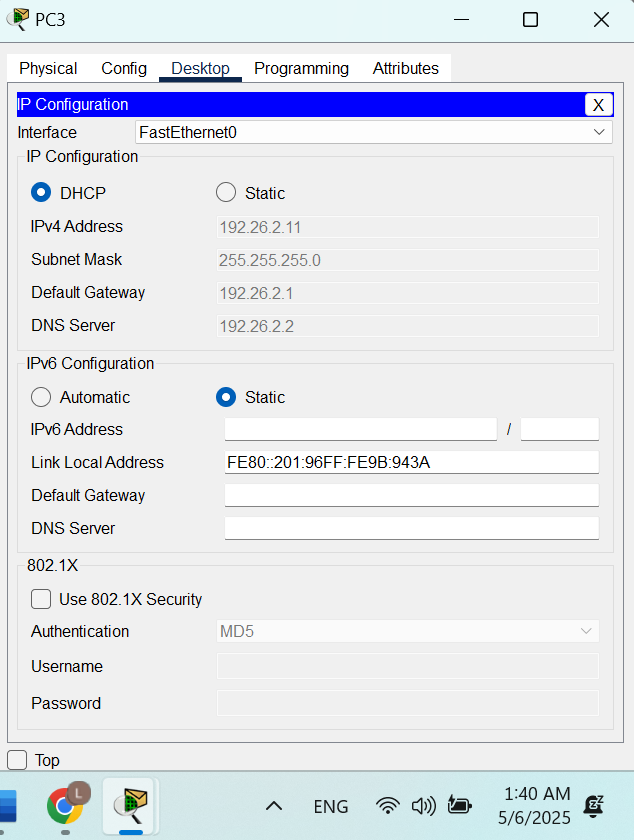 PC3
Physical Config Desktop Programming Attributes
IP Configuration X
Interface FastEthernet0
IP Configuration
DHCP Static
IPv4 Address 192.26.2.11
Subnet Mask 255.255.255.0
Default Gateway 192.26.2.1
DNS Server 192.26.2.2
IPv6 Configuration
Automatic Static
IPv6 Address /
Link Local Address FE80::201:96FF:FE9B:943A
Default Gateway
DNS Server
802.1X
Use 802.1X Security
Authentication MD5
Username
Password
Top
L
ENG
1:40 AM
5/6/2025